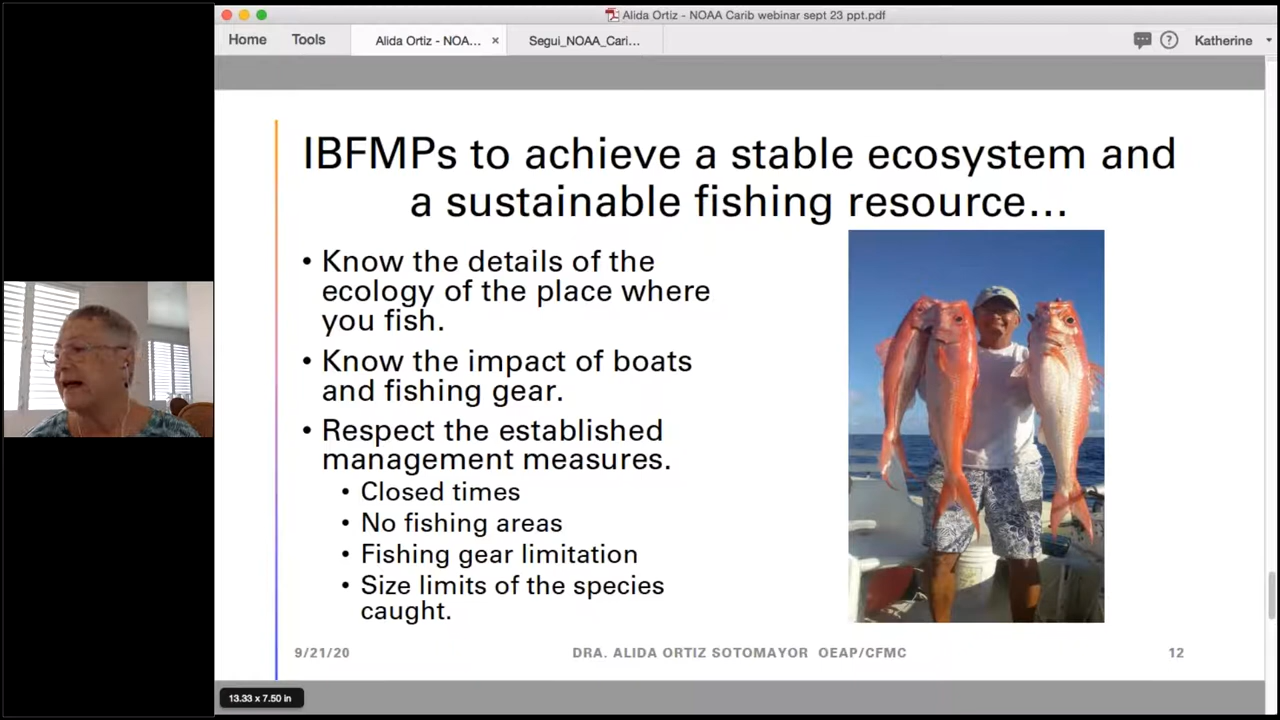 Alida Ortiz - NOAA Carib webinar sept 23 ppt.pdf
Home Tools Alida Ortiz - NOA... × Segui_NOAA_Cari... Katherine
IBFMPs to achieve a stable ecosystem and
a sustainable fishing resource...
• Know the details of the
ecology of the place where
you fish.
• Know the impact of boats
and fishing gear.
• Respect the established
management measures.
• Closed times
• No fishing areas
• Fishing gear limitation
• Size limits of the species
caught.
9/21/20 DRA. ALIDA ORTIZ SOTOMAYOR OEAP/CFMC 12
13.33 x 7.50 in